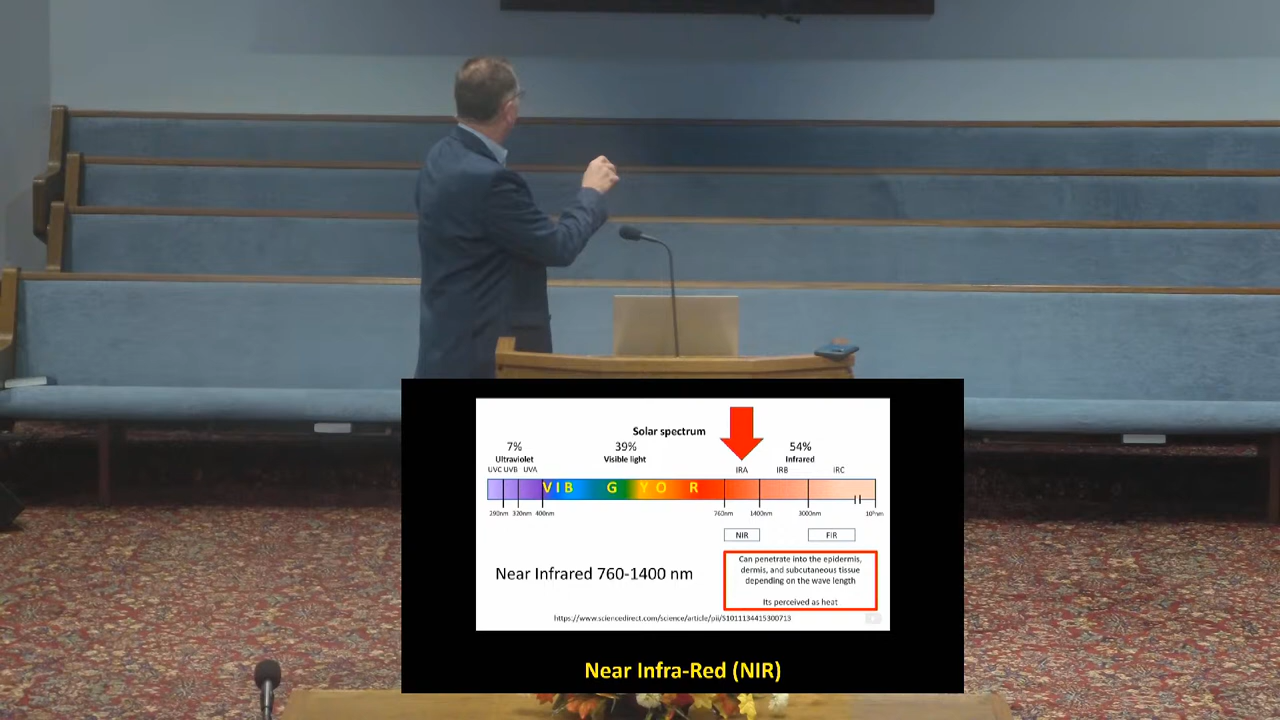 Solar spectrum
7%
Ultraviolet
39%
Visible light
54%
Infrared
UVC UVB UVA
IRA
IRB
IRC
V I B G Y O R
290nm
320nm
400nm
760nm
1400nm
3000nm
NIR
FIR
Near Infrared 760-1400 nm
Can penetrate into the epidermis,
dermis, and subcutaneous tissue
depending on the wave length
Its perceived as heat
https://www.sciencedirect.com/science/article/pii/S1011134415300713
Near Infra-Red (NIR)